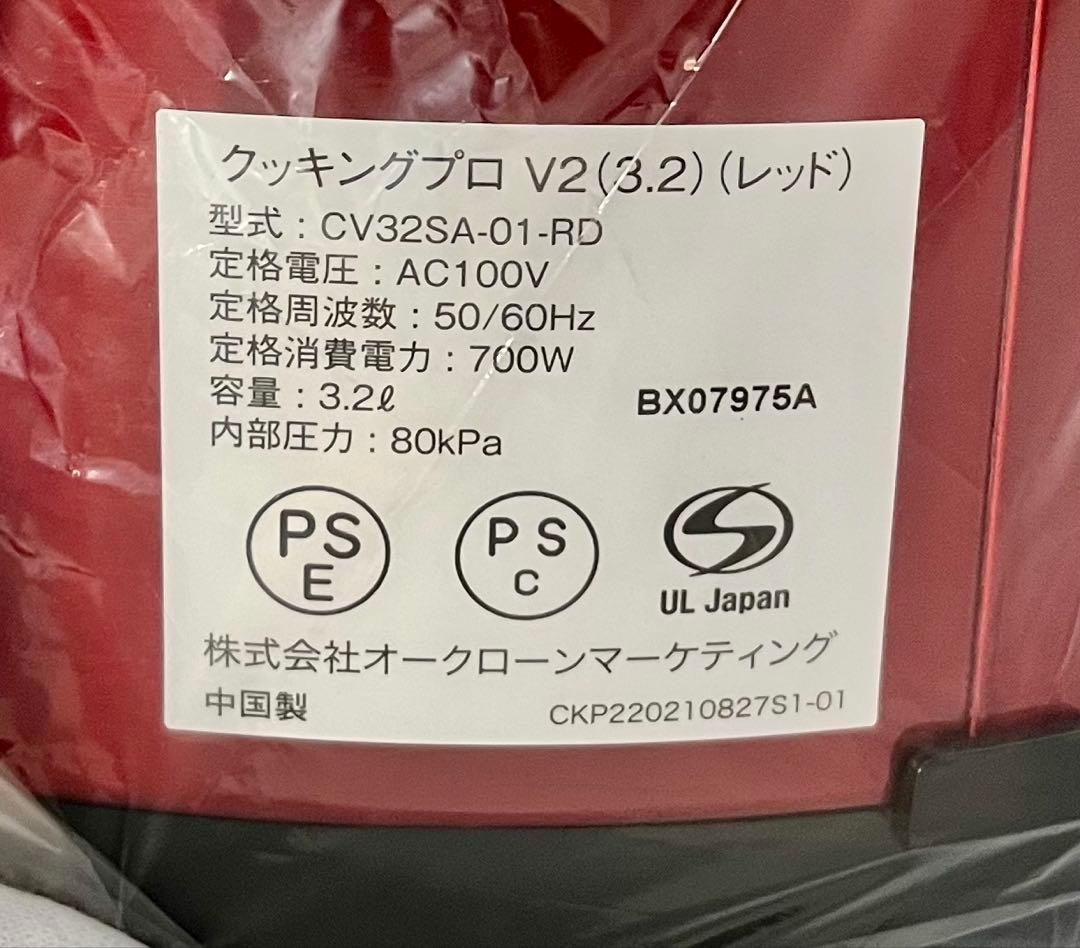 クッキングプロ V2(3.2)(レッド)
型式：CV32SA-01-RD
定格電圧：AC100V
定格周波数：50/60Hz
定格消費電力：700W
容量：3.2ℓ
BX07975A
内部圧力：80kPa
PS
E
PS
C
S
UL Japan
株式会社オークローンマーケティング
中国製
CKP220210827S1-01